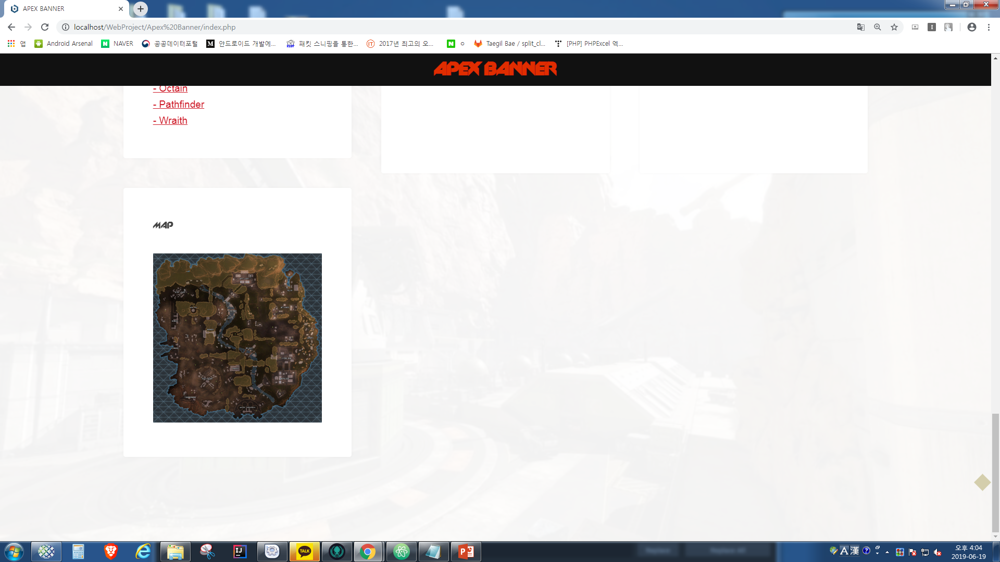 APEX BANNER
localhost/WebProject/Apex%20Banner/index.php
앱
Android Arsenal
NAVER
공공데이터포털
안드로이드 개발에...
패킷 스니핑을 통한...
2017년 최고의 오...
o
Taegil Bae / split_cl...
[PHP] PHPExcel 엑...
APEX BANNER
- Octain
- Pathfinder
- Wraith
MAP
TALK
A 漢
오후 4:04
2019-06-19